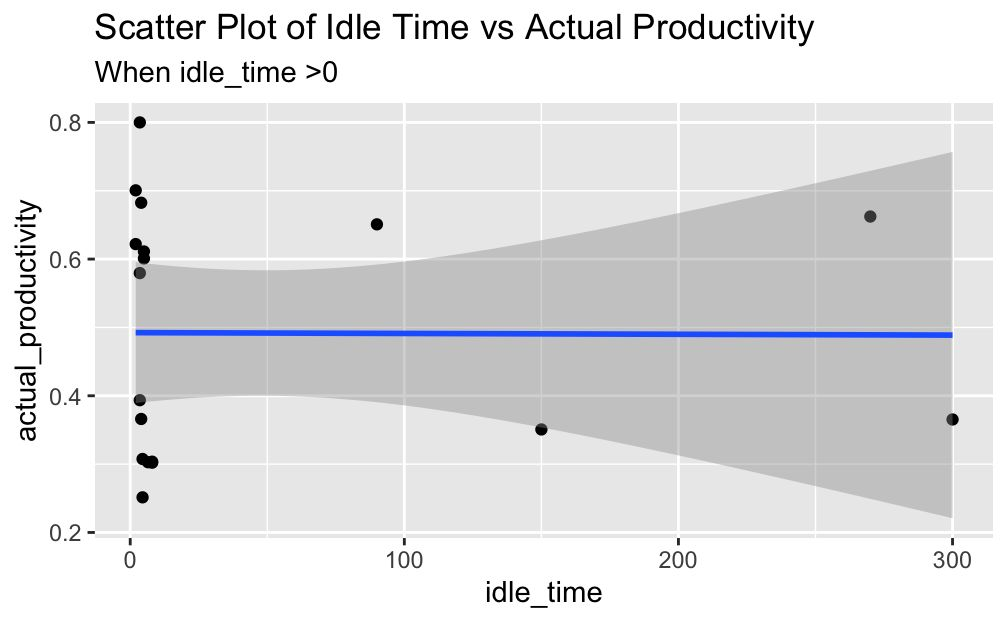 Scatter Plot of Idle Time vs Actual Productivity
When idle_time >0
actual_productivity
0.8
0.6
0.4
0.2
0 100 200 300
idle_time